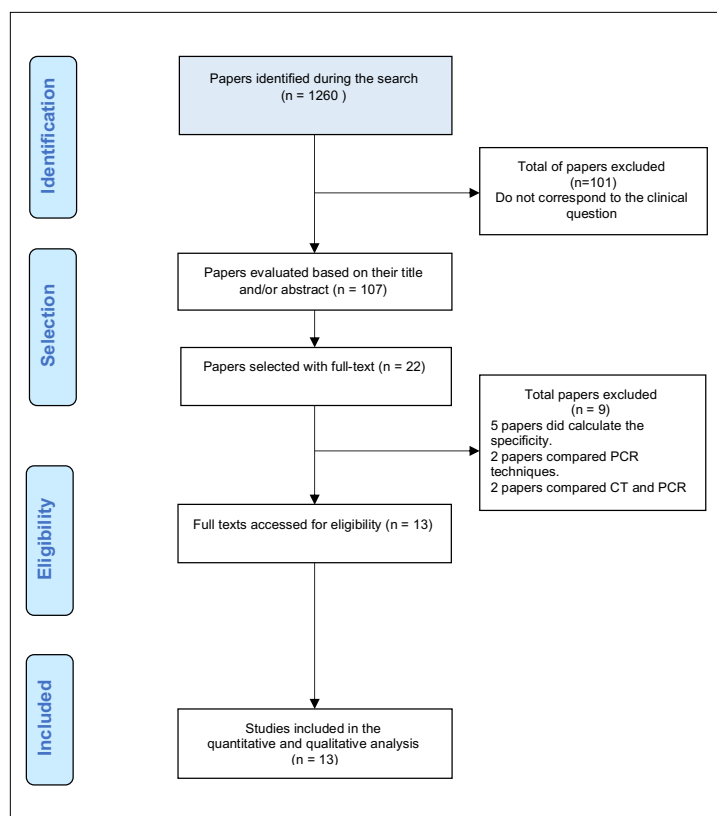 Identification
Papers identified during the search
(n = 1260 )
Total of papers excluded
(n=101)
Do not correspond to the clinical
question
Selection
Papers evaluated based on their title
and/or abstract (n = 107)
Papers selected with full-text (n = 22)
Total papers excluded
(n = 9)
5 papers did calculate the
specificity.
2 papers compared PCR
techniques.
2 papers compared CT and PCR
Eligibility
Full texts accessed for eligibility (n = 13)
Included
Studies included in the
quantitative and qualitative analysis
(n = 13)